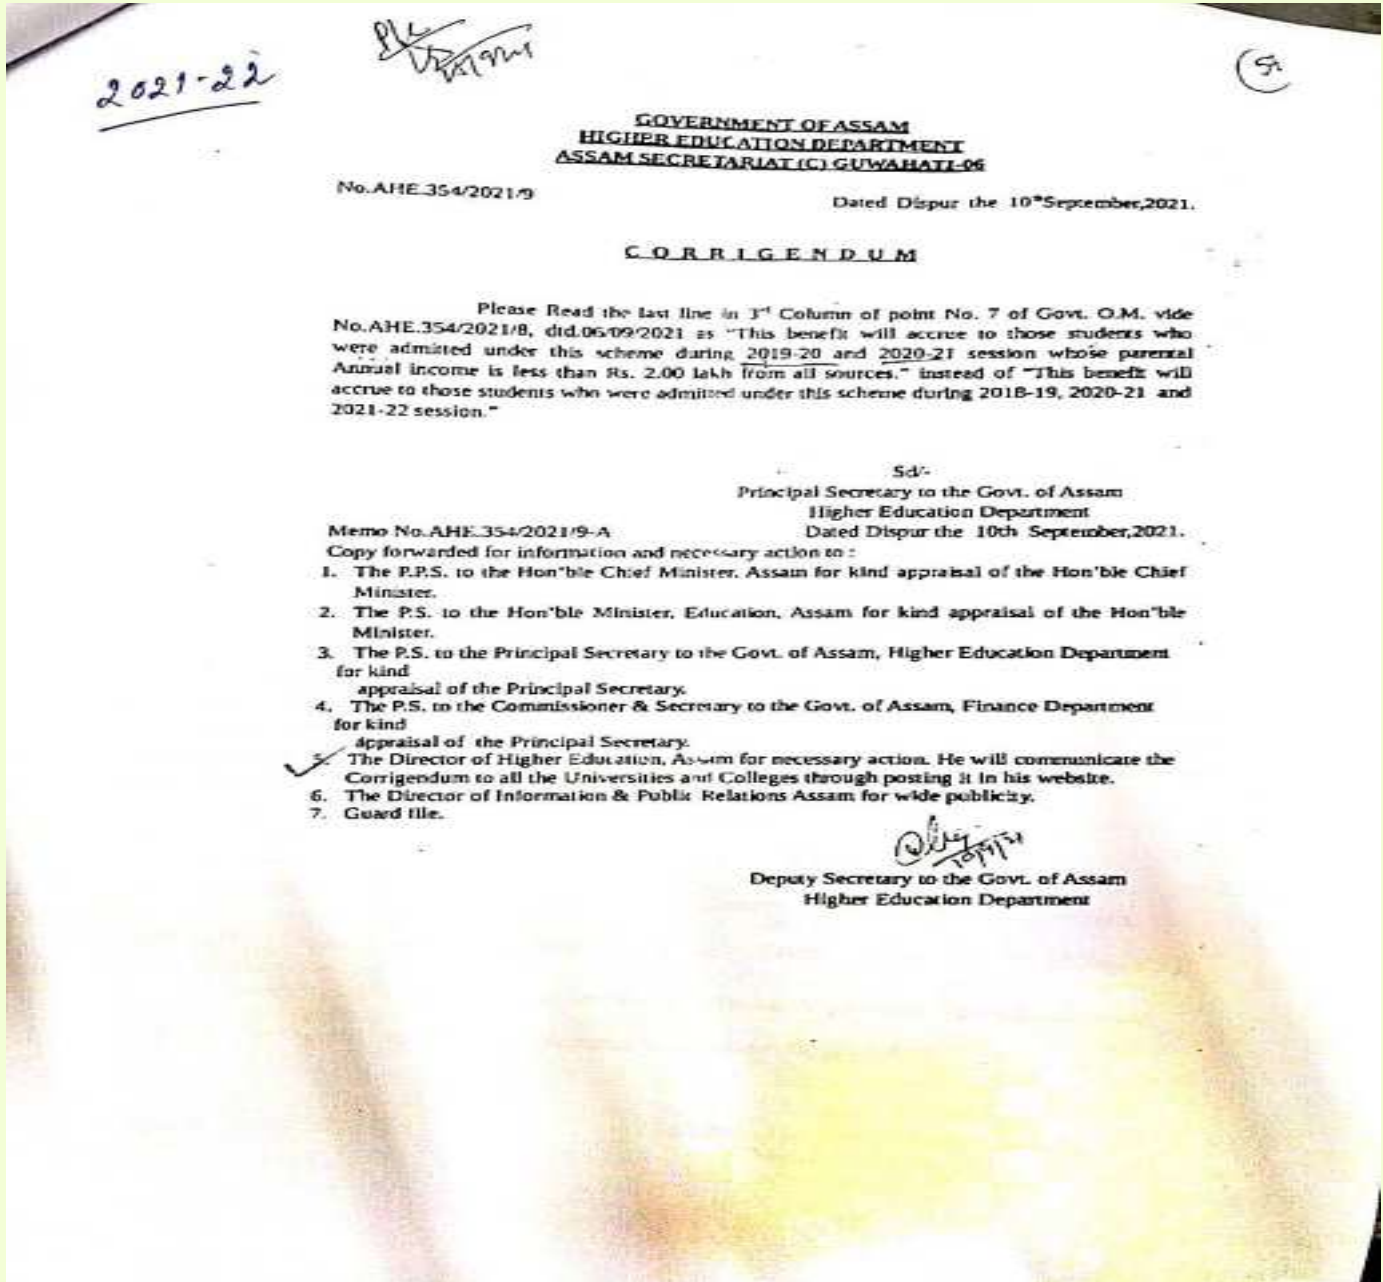 2021-22
GOVERNMENT OF ASSAM
HIGHER EDUCATION DEPARTMENT
ASSAM SECRETARIAT (C) GUWAHATI-06
No.AHE.354/2021/9
Dated Dispur the 10th September,2021.
C O R R I G E N D U M
Please Read the last line in 3rd Column of point No. 7 of Govt. O.M. vide
No.AHE.354/2021/8, dtd.06/09/2021 as "This benefit will accrue to those students who
were admitted under this scheme during 2019-20 and 2020-21 session whose parental
Annual income is less than Rs. 2.00 lakh from all sources." instead of "This benefit will
accrue to those students who were admitted under this scheme during 2018-19, 2020-21 and
2021-22 session."
Sd/-
Principal Secretary to the Govt. of Assam
Higher Education Department
Memo No.AHE.354/2021/9-A
Dated Dispur the 10th September,2021.
Copy forwarded for information and necessary action to :
1. The P.P.S. to the Hon'ble Chief Minister, Assam for kind appraisal of the Hon'ble Chief
Minister.
2. The P.S. to the Hon'ble Minister, Education, Assam for kind appraisal of the Hon'ble
Minister.
3. The P.S. to the Principal Secretary to the Govt. of Assam, Higher Education Department
for kind
appraisal of the Principal Secretary.
4. The P.S. to the Commissioner & Secretary to the Govt. of Assam, Finance Department
for kind
appraisal of the Principal Secretary.
5. The Director of Higher Education, Assam for necessary action. He will communicate the
Corrigendum to all the Universities and Colleges through posting it in his website.
6. The Director of Information & Public Relations Assam for wide publicity.
7. Guard file.
10/9/21
Deputy Secretary to the Govt. of Assam
Higher Education Department